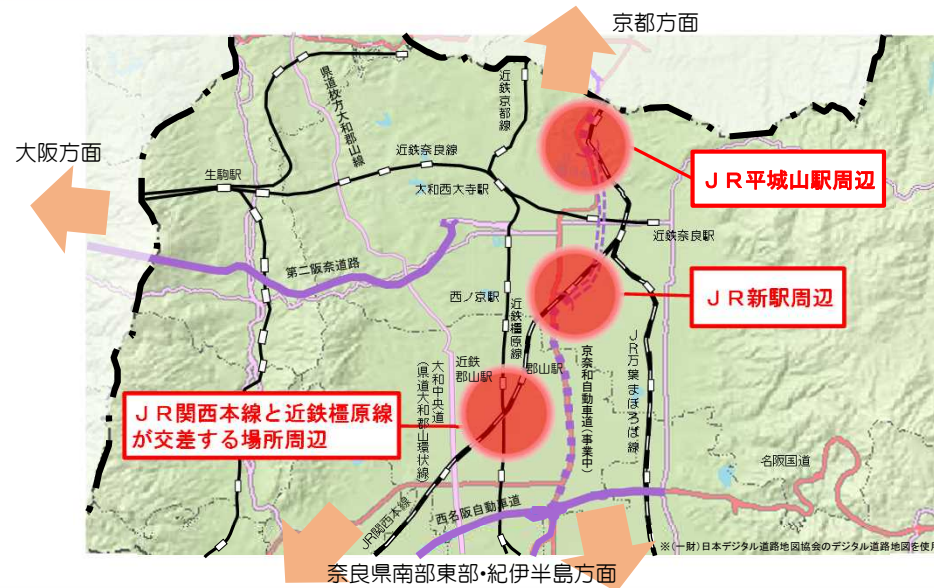 京都方面
大阪方面
県道枚方大和郡山線
近鉄京都線
近鉄奈良線
生駒駅
大和西大寺駅
ＪＲ平城山駅周辺
近鉄奈良駅
第二阪奈道路
西ノ京駅
近鉄橿原線
ＪＲ新駅周辺
近鉄
郡山駅
郡山駅
大和中央道
（県道大和郡山環状線）
京奈和自動車道（事業中）
ＪＲ万葉まほろば線
ＪＲ関西本線と近鉄橿原線
が交差する場所周辺
名阪国道
西名阪自動車道
JR関西本線
※（一財）日本デジタル道路地図協会のデジタル道路地図を使用
奈良県南部東部・紀伊半島方面